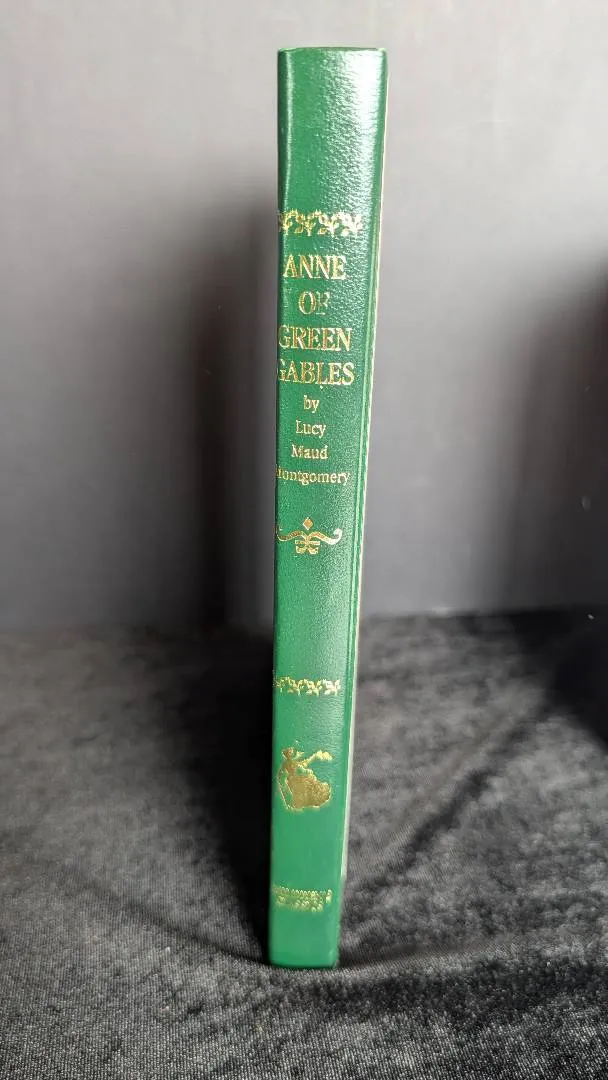 ANNE
OF
GREEN
GABLES
by
Lucy
Maud
Montgomery